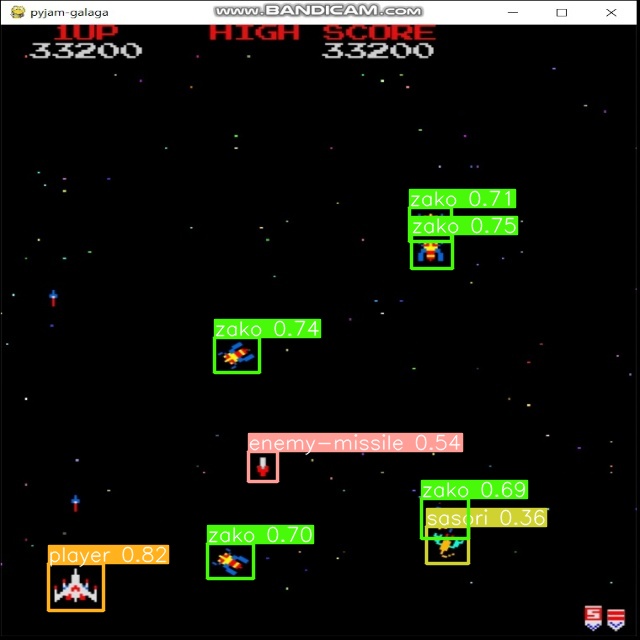 pyjam-galaga
www.BANDICAM.com
1UP HIGH SCORE
33200 33200
zako 0.71
zako 0.75
zako 0.74
enemy-missile 0.54
zako 0.69
sasori 0.36
zako 0.70
player 0.82
5